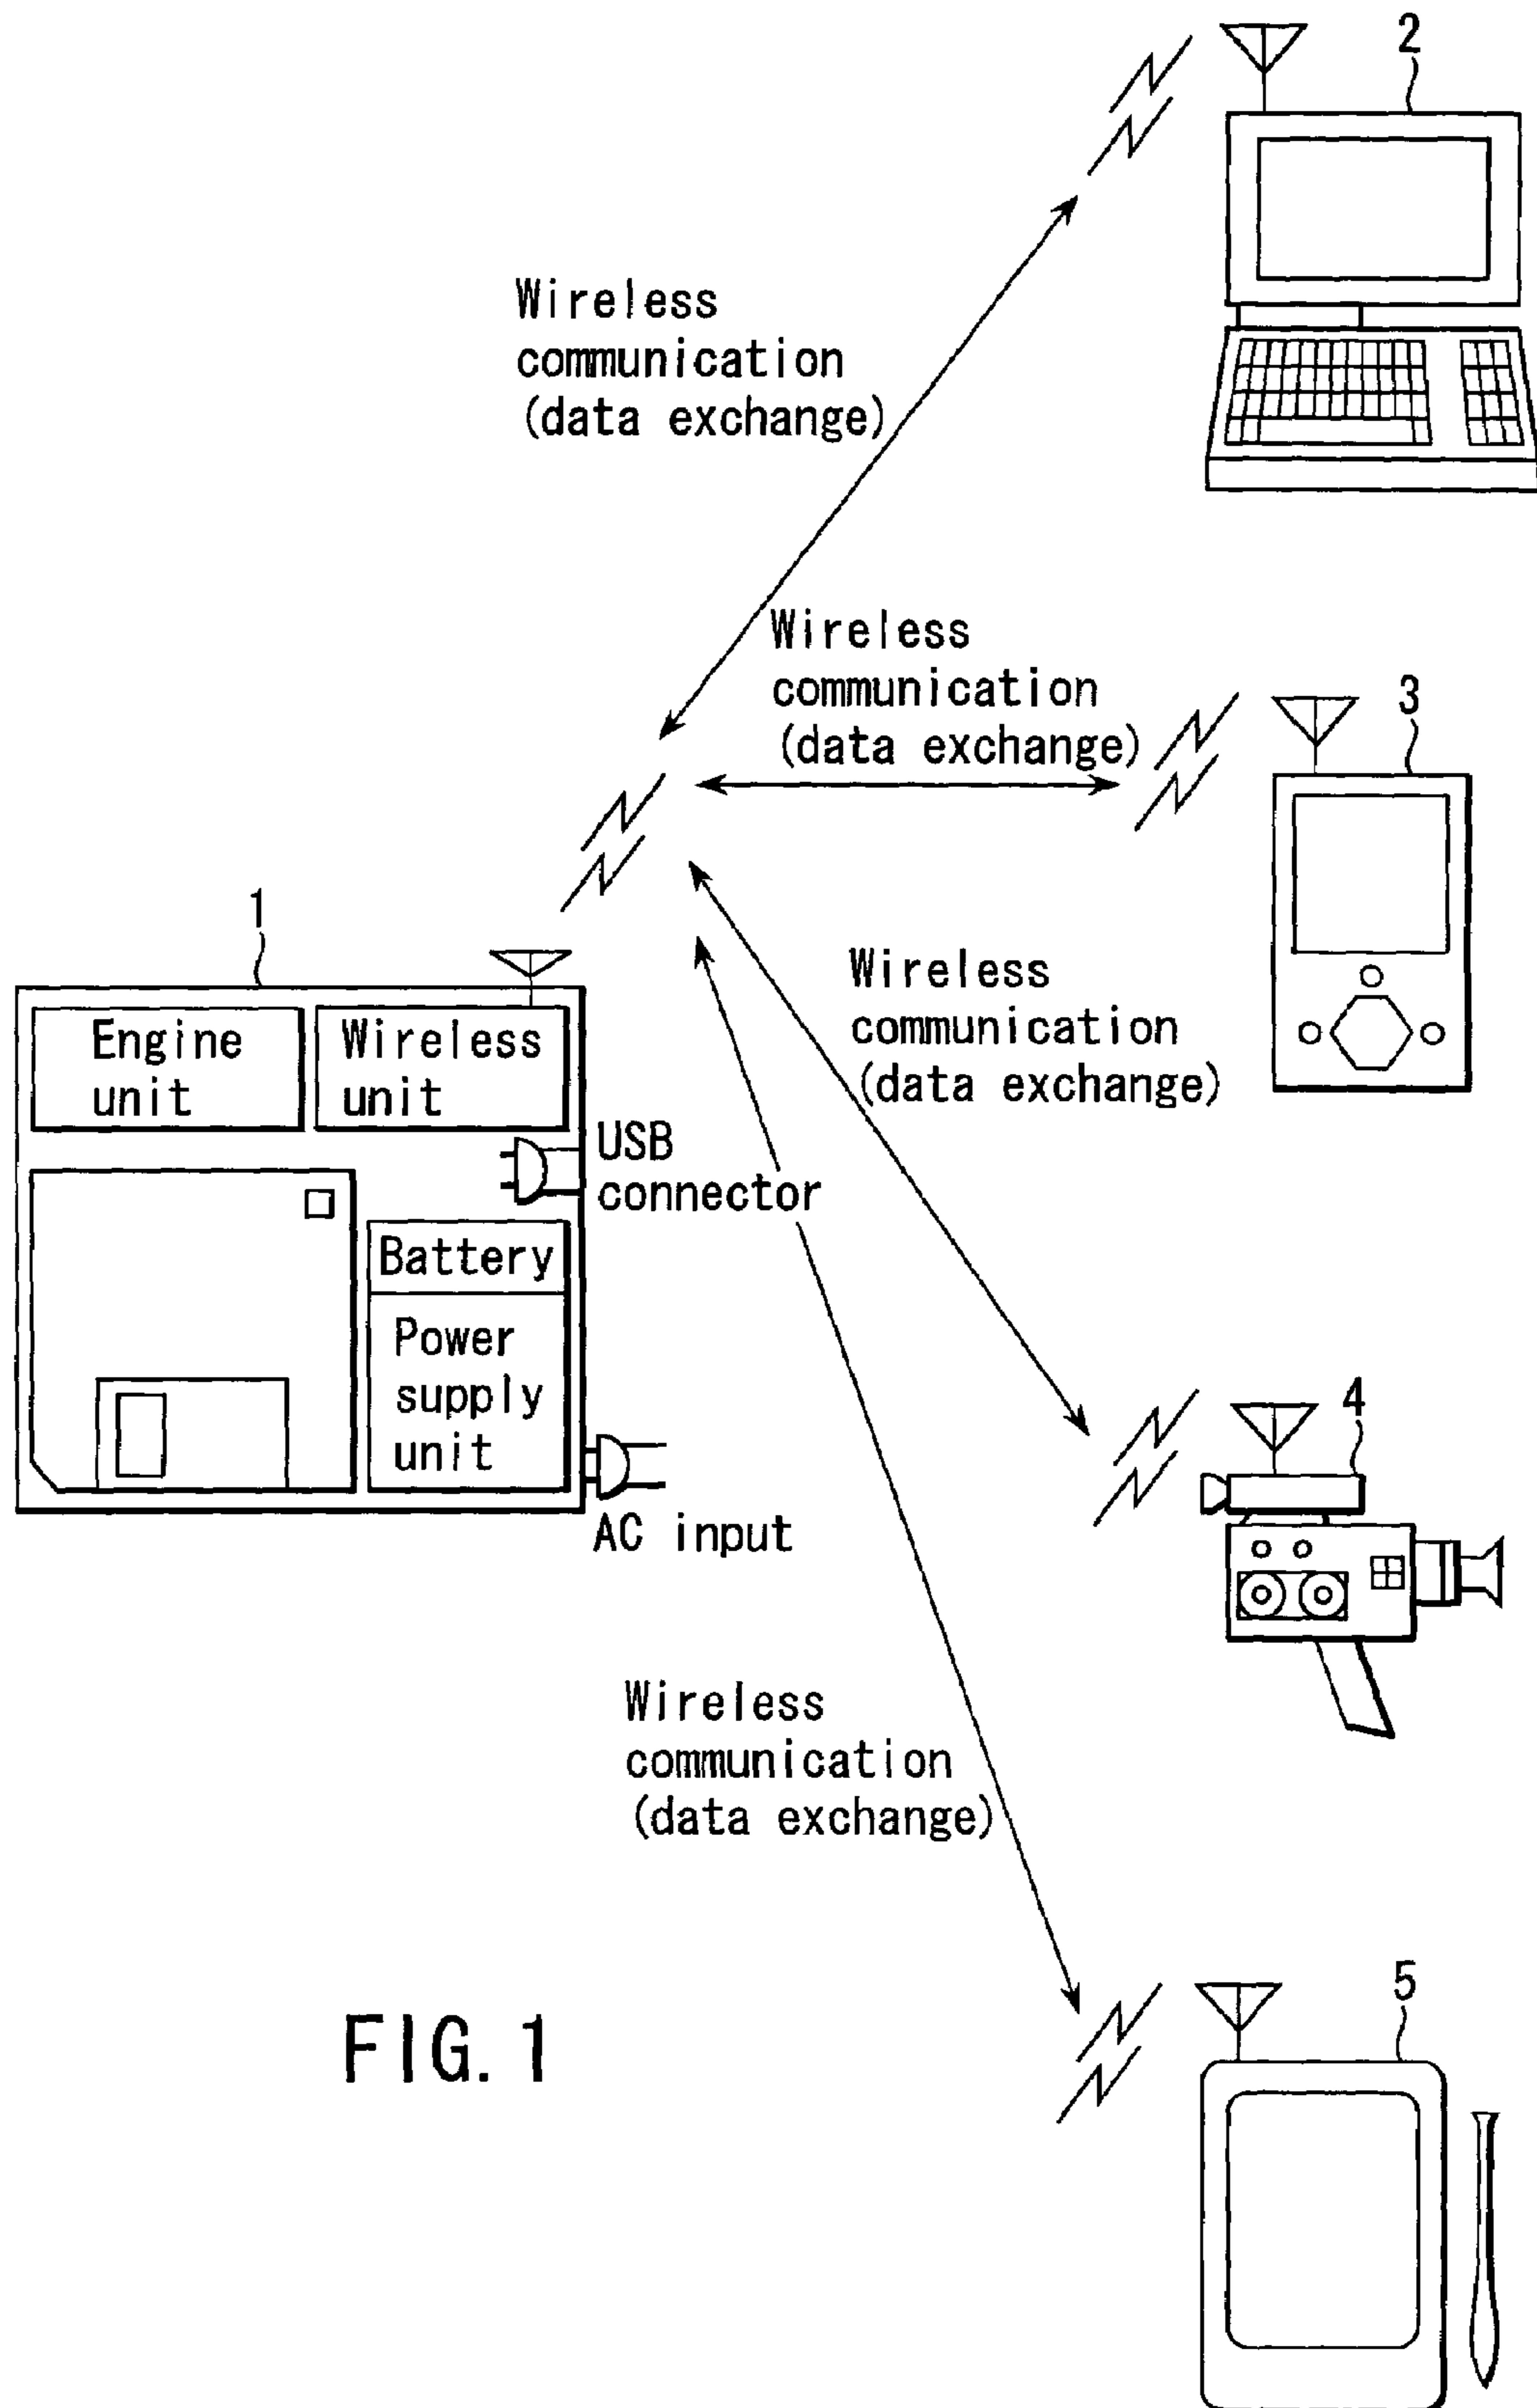 2
Wireless
communication
(data exchange)
Wireless
communication
(data exchange)
3
1
Engine
unit
Wireless
unit
USB
connector
Battery
Power
supply
unit
AC input
Wireless
communication
(data exchange)
4
Wireless
communication
(data exchange)
5
FIG. 1